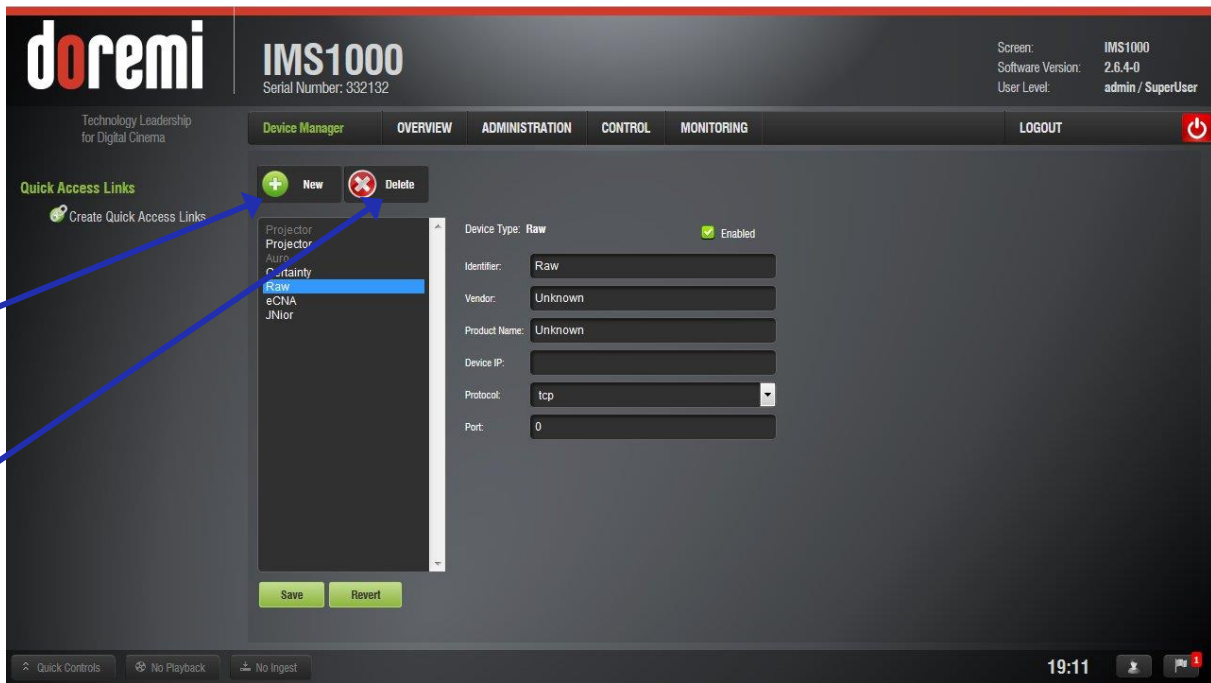 doremi
IMS1000
Serial Number: 332132
Screen: IMS1000
Software Version: 2.6.4-0
User Level: admin / SuperUser
Technology Leadership
for Digital Cinema
Device Manager OVERVIEW ADMINISTRATION CONTROL MONITORING LOGOUT
Quick Access Links
Create Quick Access Links
New Delete
Projector
Projector
Auro
Certainty
Raw
eCNA
JNior
Device Type: Raw Enabled
Identifier: Raw
Vendor: Unknown
Product Name: Unknown
Device IP:
Protocol: tcp
Port: 0
Save Revert
Quick Controls No Playback No Ingest 19:11 1